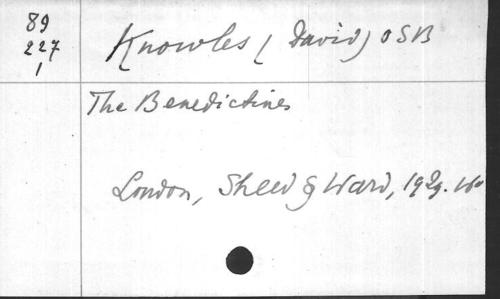 89
227
1
Knowles (David) OSB
The Benedictines
London, Sheed & Ward, 1929. 16º